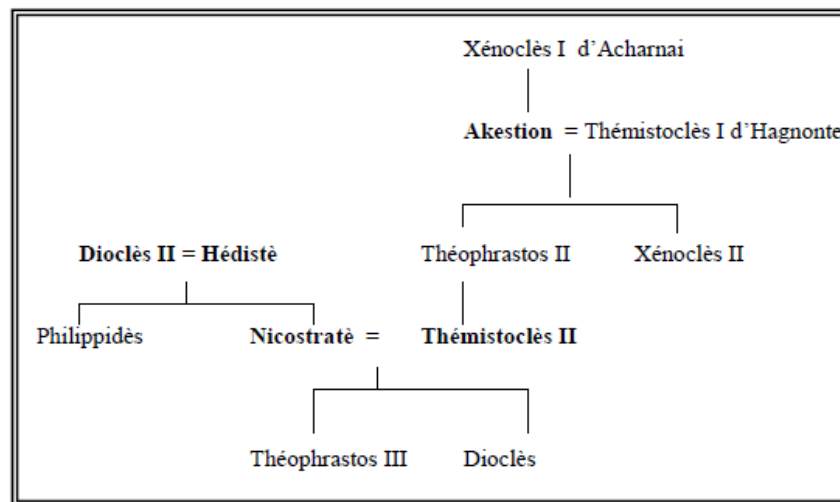 Xénoclès I d'Acharnai
Akestion = Thémistoclès I d'Hagnonte
Dioclès II = Hédistè Théophrastos II Xénoclès II
Philippidès Nicostratè = Thémistoclès II
Théophrastos III Dioclès